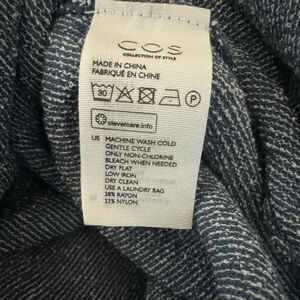 COS
COLLECTION OF STYLE
MADE IN CHINA
FABRIQUÉ EN CHINE
30 P
clevercare.info
US MACHINE WASH COLD
GENTLE CYCLE
ONLY NON-CHLORINE
BLEACH WHEN NEEDED
DRY FLAT
LOW IRON
DRY CLEAN
USE A LAUNDRY BAG
38% RAYON
33% NYLON